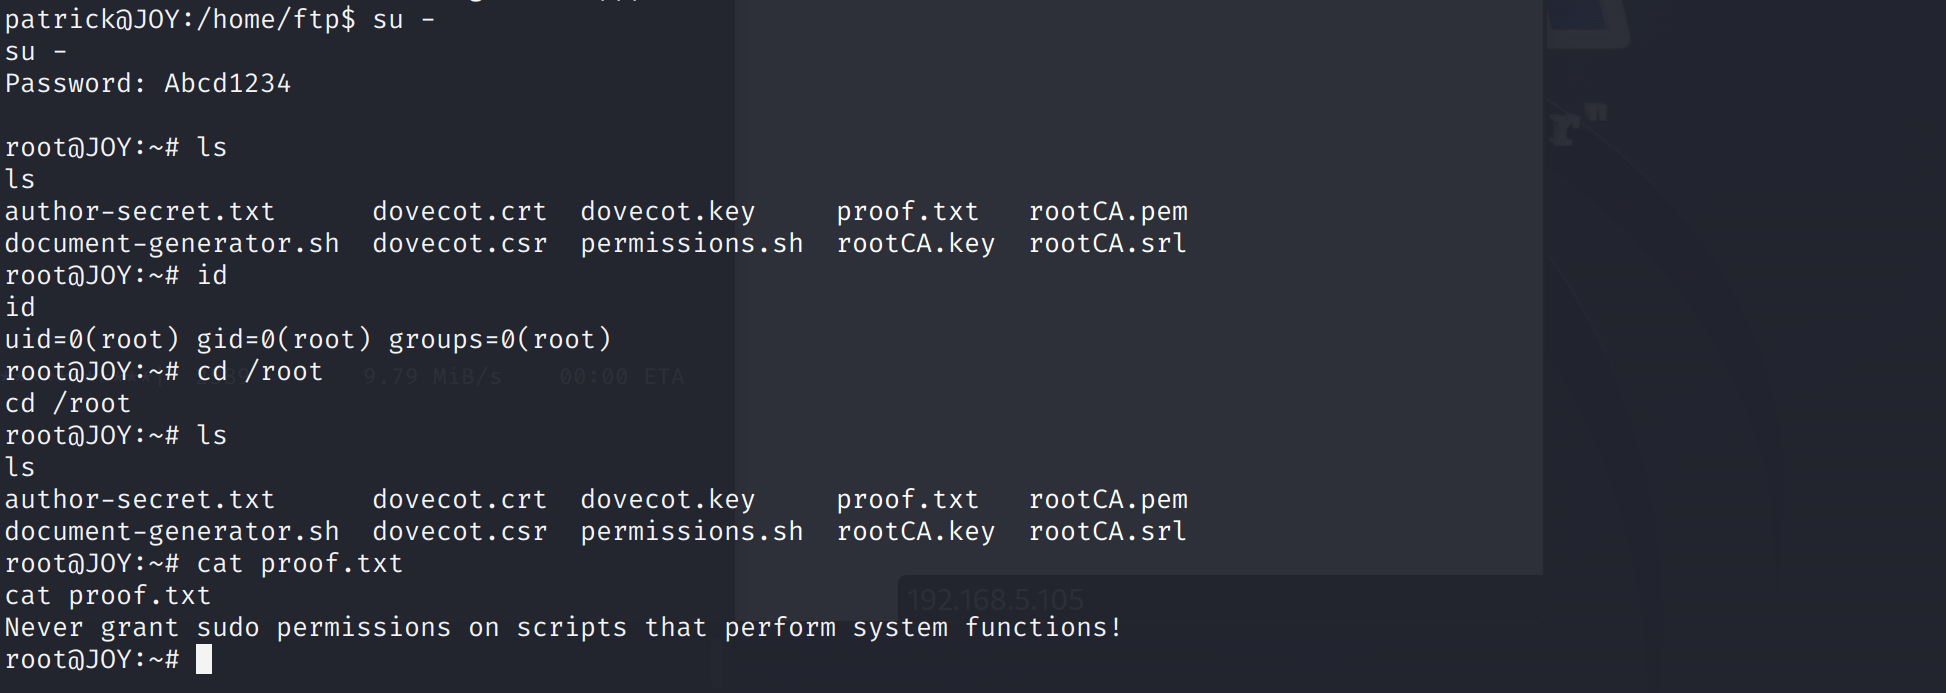 patrick@JOY:/home/ftp$ su -
su -
Password: Abcd1234
root@JOY:~# ls
ls
author-secret.txt      dovecot.crt  dovecot.key     proof.txt   rootCA.pem
document-generator.sh  dovecot.csr  permissions.sh  rootCA.key  rootCA.srl
root@JOY:~# id
id
uid=0(root) gid=0(root) groups=0(root)
root@JOY:~# cd /root
9.79 MiB/s    00:00 ETA
cd /root
root@JOY:~# ls
ls
author-secret.txt      dovecot.crt  dovecot.key     proof.txt   rootCA.pem
document-generator.sh  dovecot.csr  permissions.sh  rootCA.key  rootCA.srl
root@JOY:~# cat proof.txt
cat proof.txt
192.168.5.105
Never grant sudo permissions on scripts that perform system functions!
root@JOY:~#